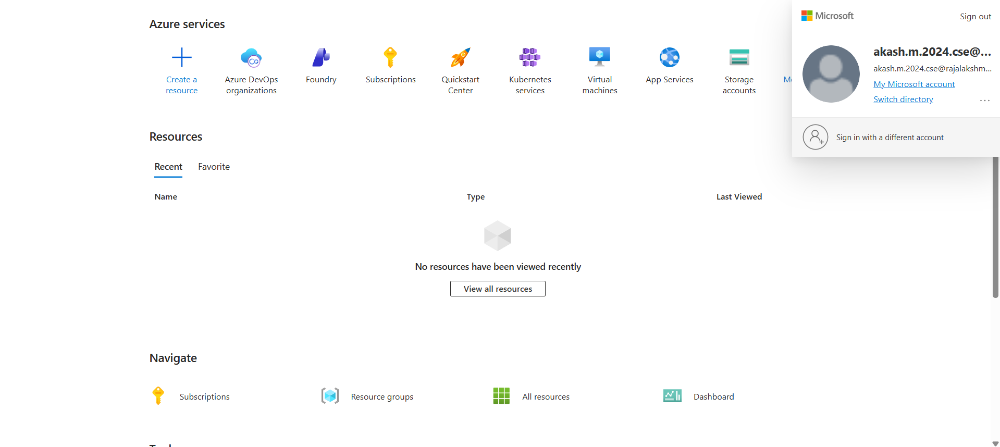 Azure services
Create a resource
Azure DevOps organizations
Foundry
Subscriptions
Quickstart Center
Kubernetes services
Virtual machines
App Services
Storage accounts
Microsoft
Sign out
akash.m.2024.cse@...
akash.m.2024.cse@rajalakshm...
My Microsoft account
Switch directory
...
Sign in with a different account
Resources
Recent
Favorite
Name
Type
Last Viewed
No resources have been viewed recently
View all resources
Navigate
Subscriptions
Resource groups
All resources
Dashboard